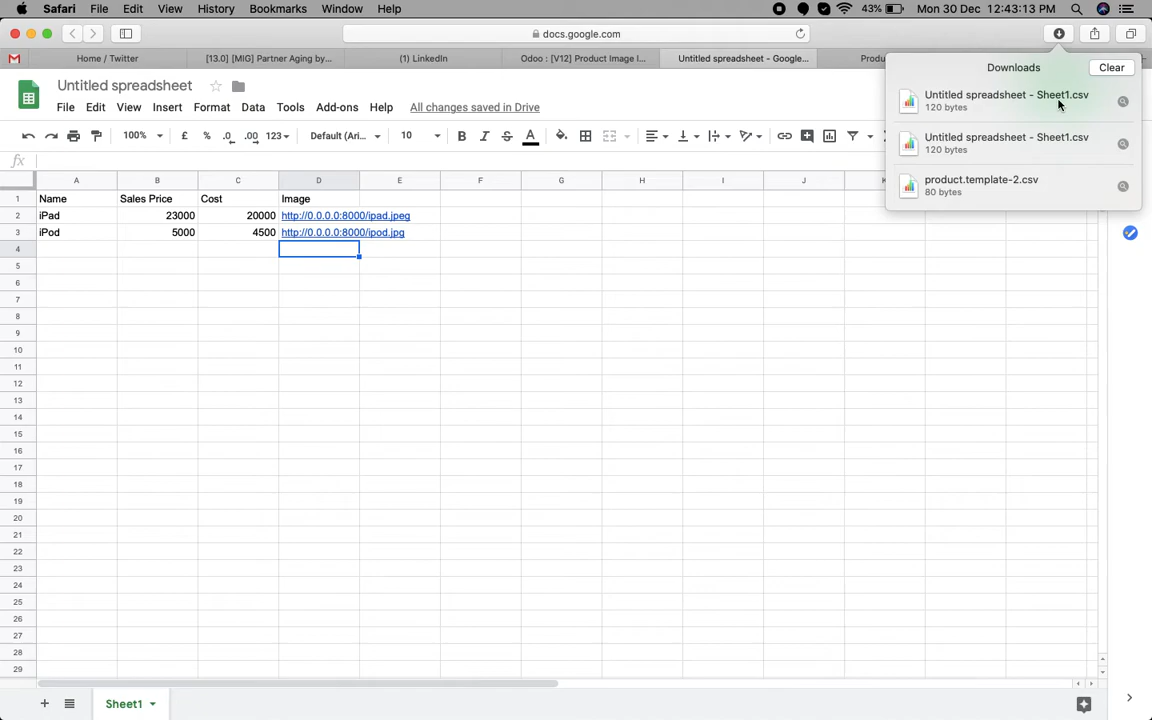 Safari File Edit View History Bookmarks Window Help 43% Mon 30 Dec 12:43:13 PM
docs.google.com
Home / Twitter [13.0] [MIG] Partner Aging by... (1) LinkedIn Odoo : [V12] Product Image I... Untitled spreadsheet - Google...
Downloads Clear
Untitled spreadsheet - Sheet1.csv
120 bytes
Untitled spreadsheet - Sheet1.csv
120 bytes
product.template-2.csv
80 bytes
Untitled spreadsheet
File Edit View Insert Format Data Tools Add-ons Help All changes saved in Drive
100% £ % .0 .00 123 Default (Ari... 10 B I S A
fx
A B C D E F G H I J
1 Name Sales Price Cost Image
2 iPad 23000 20000 http://0.0.0.0:8000/ipad.jpeg
3 iPod 5000 4500 http://0.0.0.0:8000/ipod.jpg
4
5
6
7
8
9
10
11
12
13
14
15
16
17
18
19
20
21
22
23
24
25
26
27
28
29
Sheet1